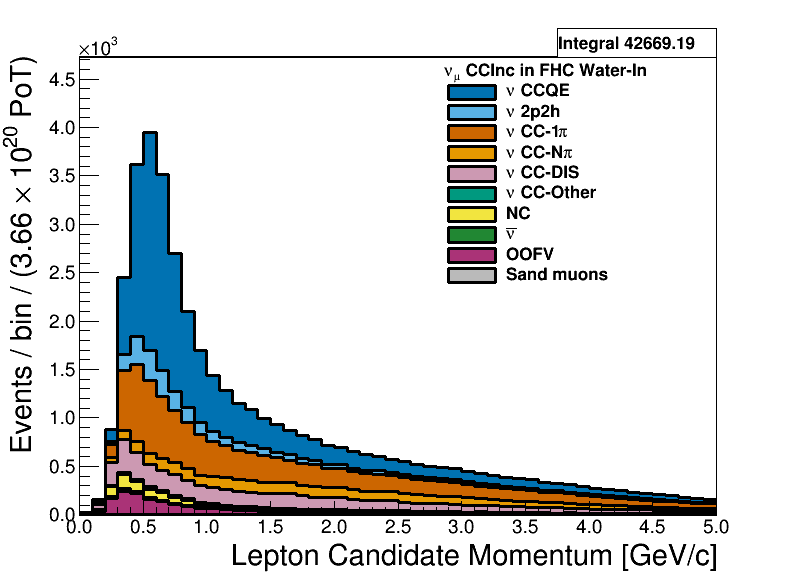 ×10³
Integral 42669.19
ν_μ CCInc in FHC Water-In
ν CCQE
ν 2p2h
ν CC-1π
ν CC-Nπ
ν CC-DIS
ν CC-Other
NC
ν̅
OOFV
Sand muons
Events / bin / (3.66 × 10²⁰ PoT)
4.5
4.0
3.5
3.0
2.5
2.0
1.5
1.0
0.5
0.0
0.0 0.5 1.0 1.5 2.0 2.5 3.0 3.5 4.0 4.5 5.0
Lepton Candidate Momentum [GeV/c]